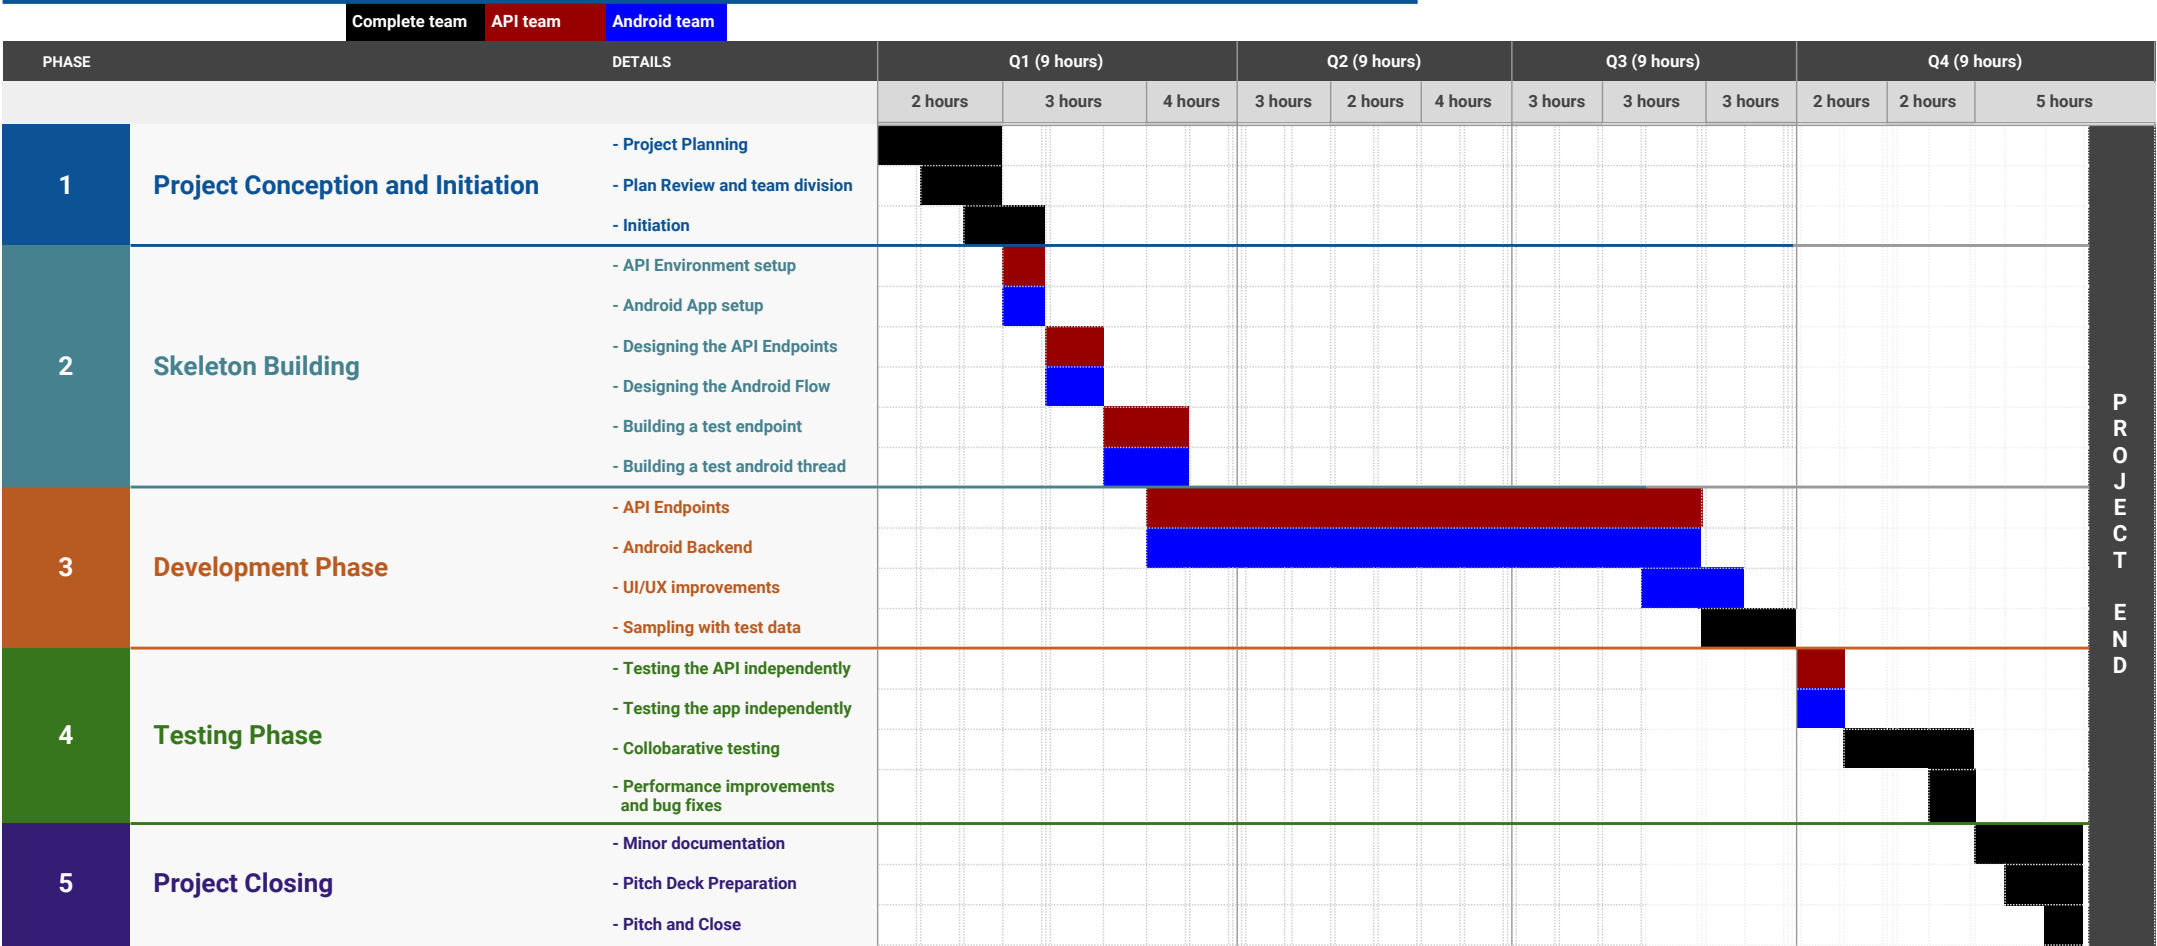 Complete team API team Android team
PHASE DETAILS Q1 (9 hours) Q2 (9 hours) Q3 (9 hours) Q4 (9 hours)
2 hours 3 hours 4 hours 3 hours 2 hours 4 hours 3 hours 3 hours 3 hours 2 hours 2 hours 5 hours
1 Project Conception and Initiation
- Project Planning
- Plan Review and team division
- Initiation
2 Skeleton Building
- API Environment setup
- Android App setup
- Designing the API Endpoints
- Designing the Android Flow
- Building a test endpoint
- Building a test android thread
3 Development Phase
- API Endpoints
- Android Backend
- UI/UX improvements
- Sampling with test data
4 Testing Phase
- Testing the API independently
- Testing the app independently
- Collobarative testing
- Performance improvements
and bug fixes
5 Project Closing
- Minor documentation
- Pitch Deck Preparation
- Pitch and Close
PROJECT END